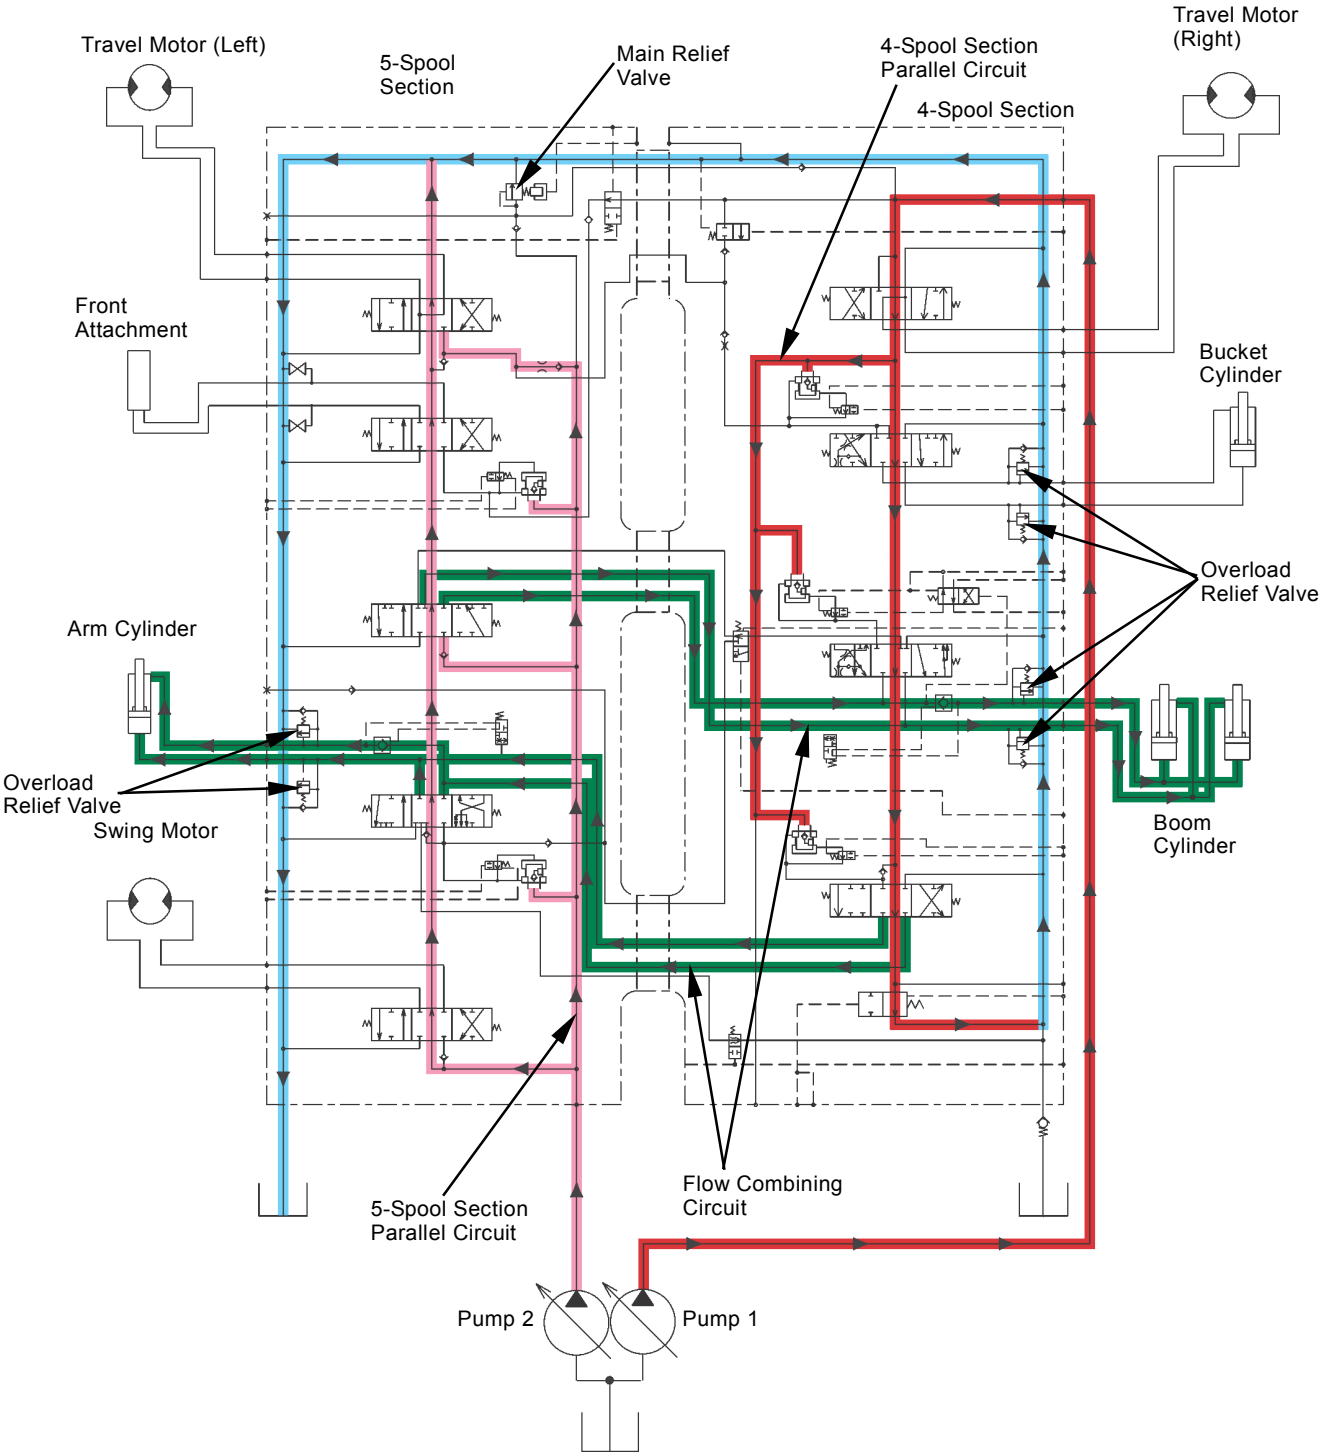 Travel Motor (Left)
5-Spool
Section
Main Relief
Valve
4-Spool Section
Parallel Circuit
4-Spool Section
Travel Motor
(Right)
Front
Attachment
Bucket
Cylinder
Overload
Relief Valve
Arm Cylinder
Overload
Relief Valve
Swing Motor
Boom
Cylinder
Flow Combining
Circuit
5-Spool Section
Parallel Circuit
Pump 2
Pump 1